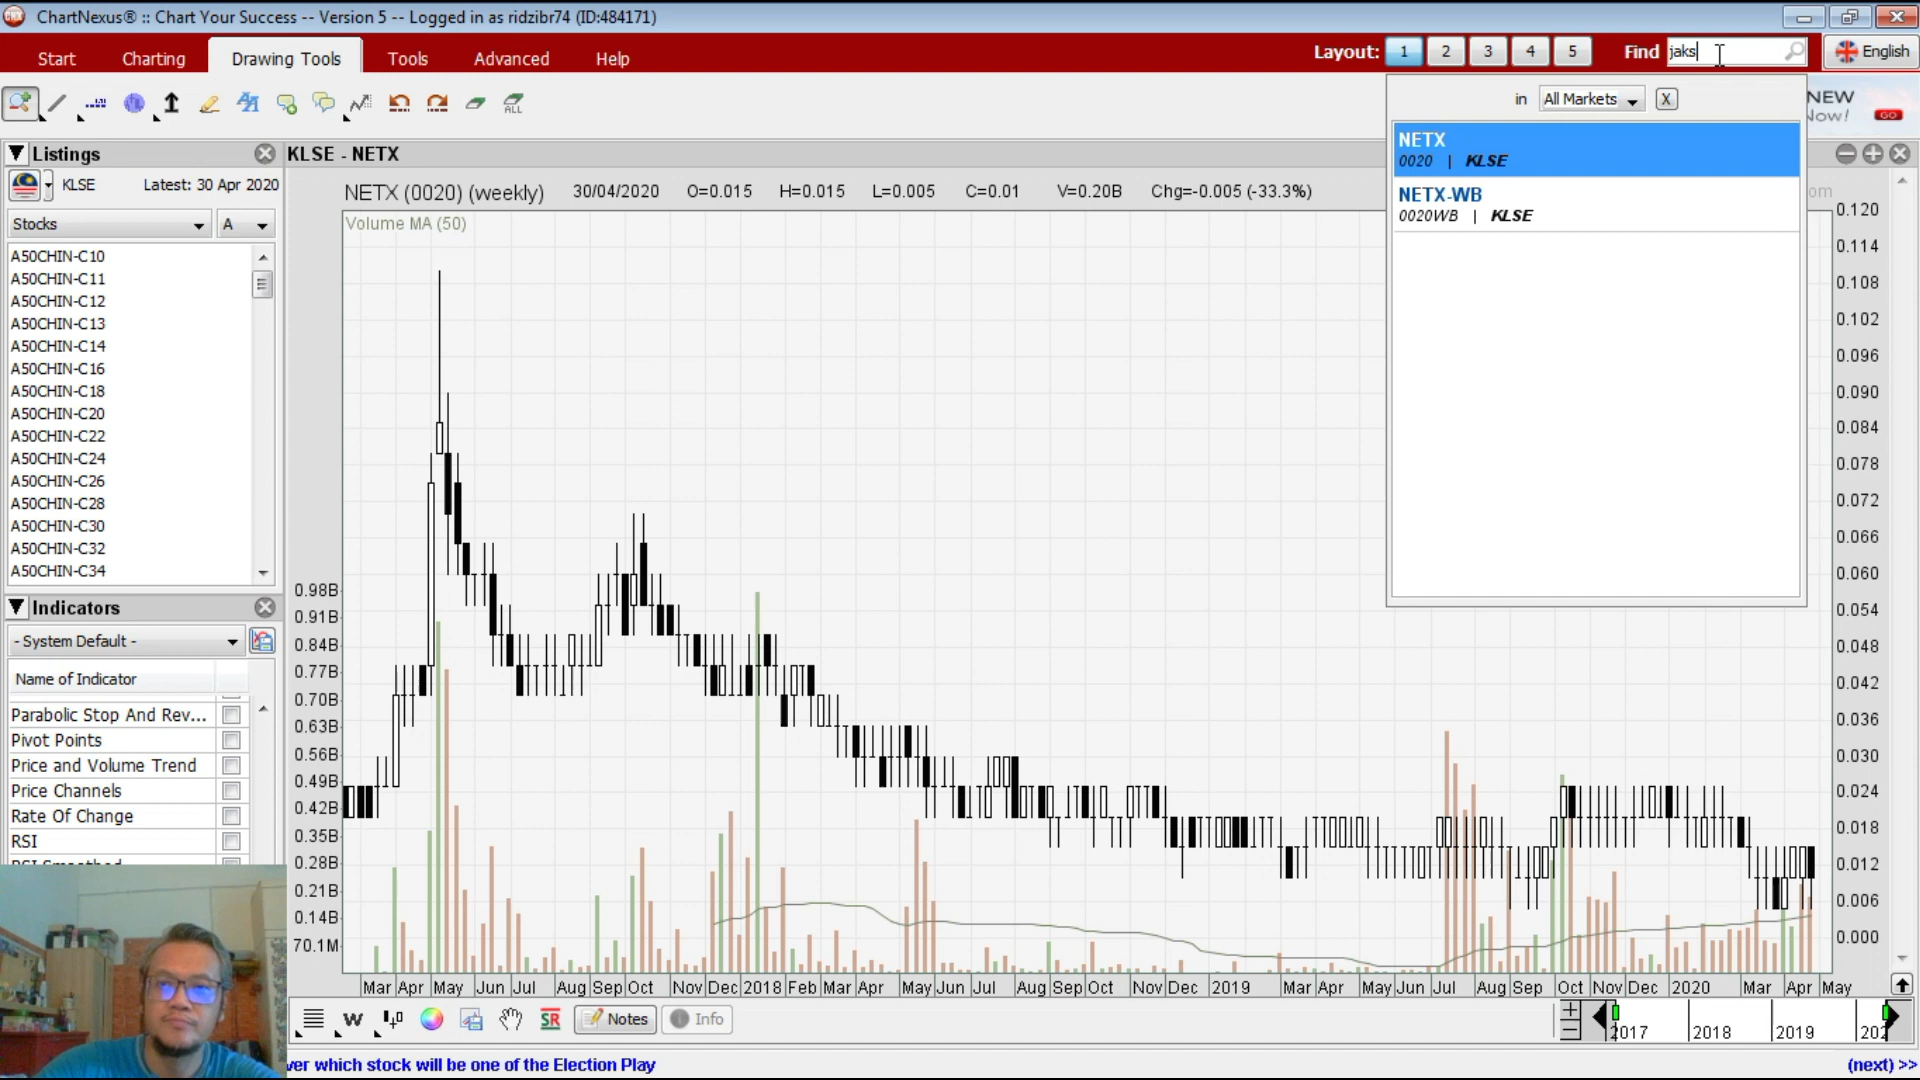 ChartNexus® :: Chart Your Success -- Version 5 -- Logged in as ridzibr74 (ID:484171)
Start Charting Drawing Tools Tools Advanced Help Layout: 1 2 3 4 5 Find jaks English
in All Markets X
NEW
Now! GO
ALL
NETX
0020 | KLSE
NETX-WB
0020WB | KLSE
Listings
KLSE Latest: 30 Apr 2020
Stocks A
A50CHIN-C10
A50CHIN-C11
A50CHIN-C12
A50CHIN-C13
A50CHIN-C14
A50CHIN-C16
A50CHIN-C18
A50CHIN-C20
A50CHIN-C22
A50CHIN-C24
A50CHIN-C26
A50CHIN-C28
A50CHIN-C30
A50CHIN-C32
A50CHIN-C34
Indicators
- System Default -
Name of Indicator
Parabolic Stop And Rev...
Pivot Points
Price and Volume Trend
Price Channels
Rate Of Change
RSI
RSI Smoothed
KLSE - NETX
NETX (0020) (weekly) 30/04/2020 O=0.015 H=0.015 L=0.005 C=0.01 V=0.20B Chg=-0.005 (-33.3%)
om
Volume MA (50)
0.120
0.114
0.108
0.102
0.096
0.090
0.084
0.078
0.072
0.066
0.060
0.054
0.048
0.042
0.036
0.030
0.024
0.018
0.012
0.006
0.000
0.98B
0.91B
0.84B
0.77B
0.70B
0.63B
0.56B
0.49B
0.42B
0.35B
0.28B
0.21B
0.14B
70.1M
Mar Apr May Jun Jul Aug Sep Oct Nov Dec 2018 Feb Mar Apr May Jun Jul Aug Sep Oct Nov Dec 2019 Mar Apr May Jun Jul Aug Sep Oct Nov Dec 2020 Mar Apr May
W SR Notes Info
2017 2018 2019 202
ver which stock will be one of the Election Play (next) >>